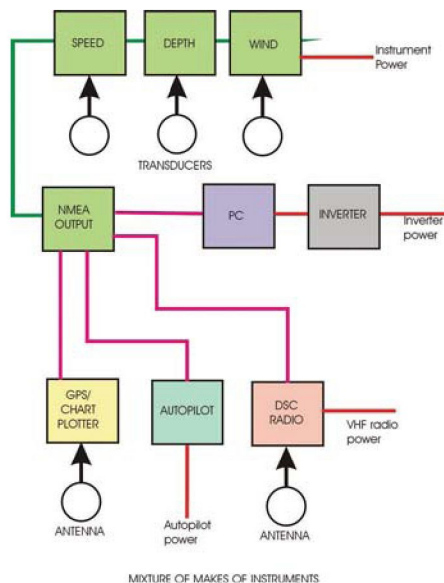 SPEED
DEPTH
WIND
Instrument
Power
TRANSDUCERS
NMEA
OUTPUT
PC
INVERTER
Inverter
power
GPS/
CHART
PLOTTER
AUTOPILOT
DSC
RADIO
VHF radio
power
ANTENNA
Autopilot
power
ANTENNA
MIXTURE OF MAKES OF INSTRUMENTS